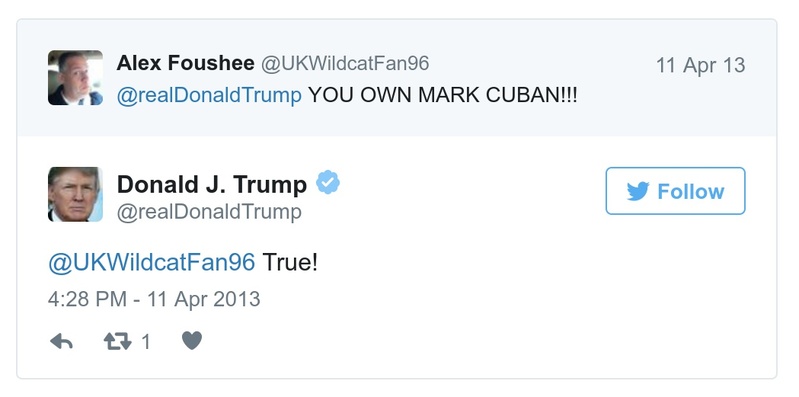 Alex Foushee @UKWildcatFan96 11 Apr 13
@realDonaldTrump YOU OWN MARK CUBAN!!!
Donald J. Trump
Follow
@realDonaldTrump
@UKWildcatFan96 True!
4:28 PM - 11 Apr 2013
1